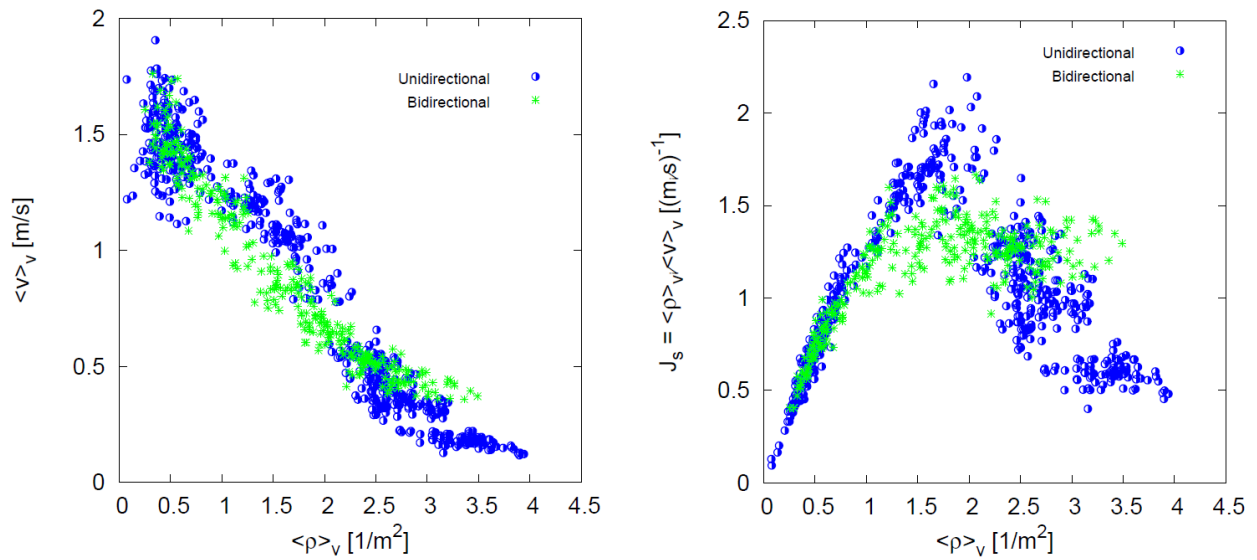 2
1.5
1
0.5
0
0 0.5 1 1.5 2 2.5 3 3.5 4 4.5
<v>ᵥ [m/s]
<ρ>ᵥ [1/m²]
Unidirectional
Bidirectional
2.5
2
1.5
1
0.5
0
0 0.5 1 1.5 2 2.5 3 3.5 4 4.5
Jₛ = <ρ>ᵥ·<v>ᵥ [(m·s)⁻¹]
<ρ>ᵥ [1/m²]
Unidirectional
Bidirectional